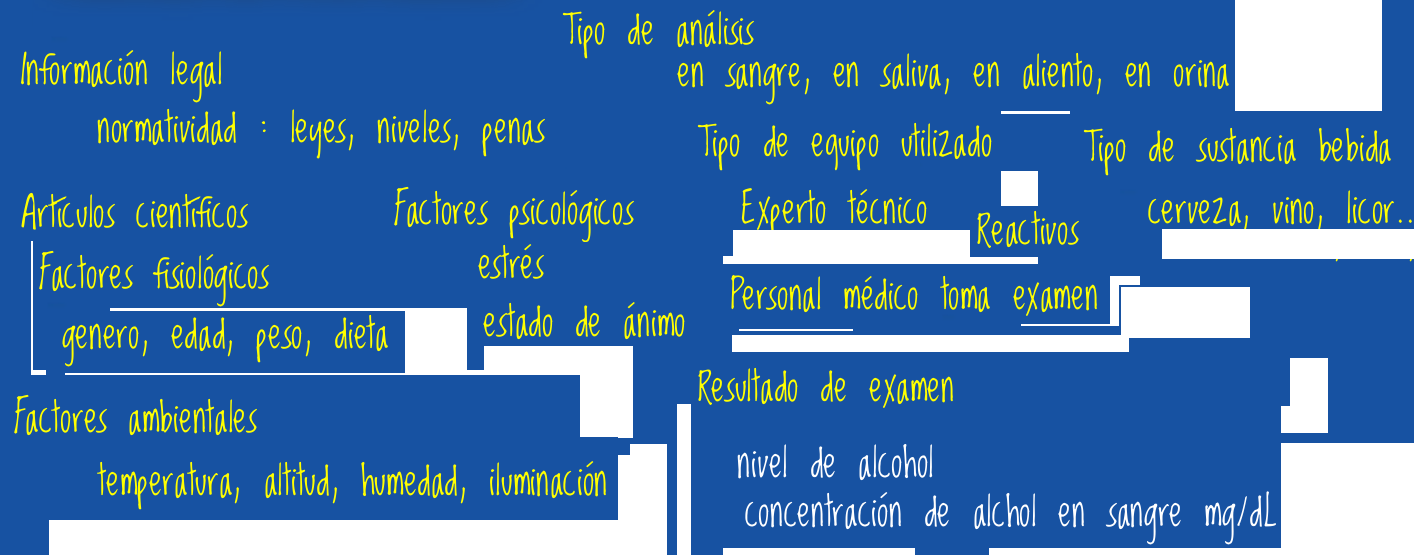 Información legal
normatividad : leyes, niveles, penas
Artículos científicos
Factores fisiológicos
genero, edad, peso, dieta
Factores psicológicos
estrés
estado de ánimo
Factores ambientales
temperatura, altitud, humedad, iluminación
Tipo de análisis
en sangre, en saliva, en aliento, en orina
Tipo de equipo utilizado
Experto técnico
Reactivos
Personal médico toma examen
Tipo de sustancia bebida
cerveza, vino, licor..
Resultado de examen
nivel de alcohol
concentración de alchol en sangre mg/dL